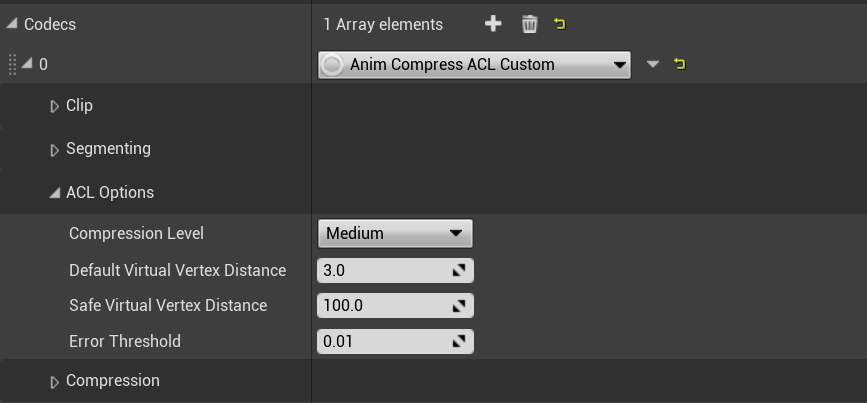 Codecs 1 Array elements
0 Anim Compress ACL Custom
Clip
Segmenting
ACL Options
Compression Level Medium
Default Virtual Vertex Distance 3.0
Safe Virtual Vertex Distance 100.0
Error Threshold 0.01
Compression